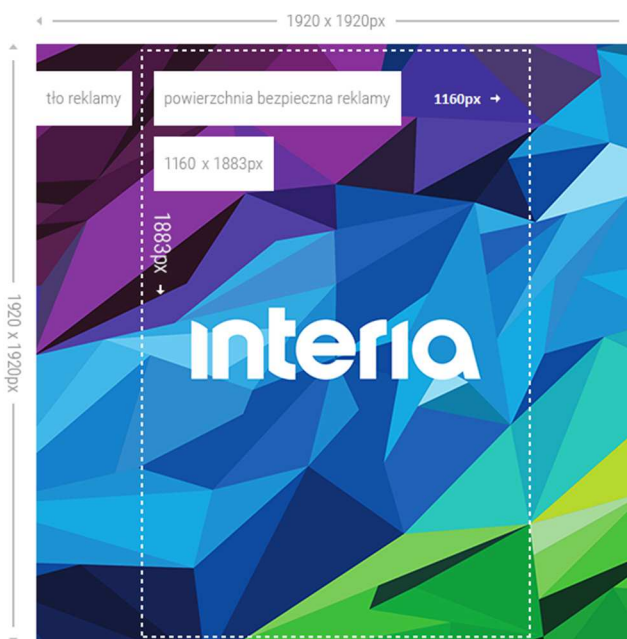 1920 x 1920px
tło reklamy
powierzchnia bezpieczna reklamy
1160px
1160 x 1883px
1883px
1920 x 1920px
interia